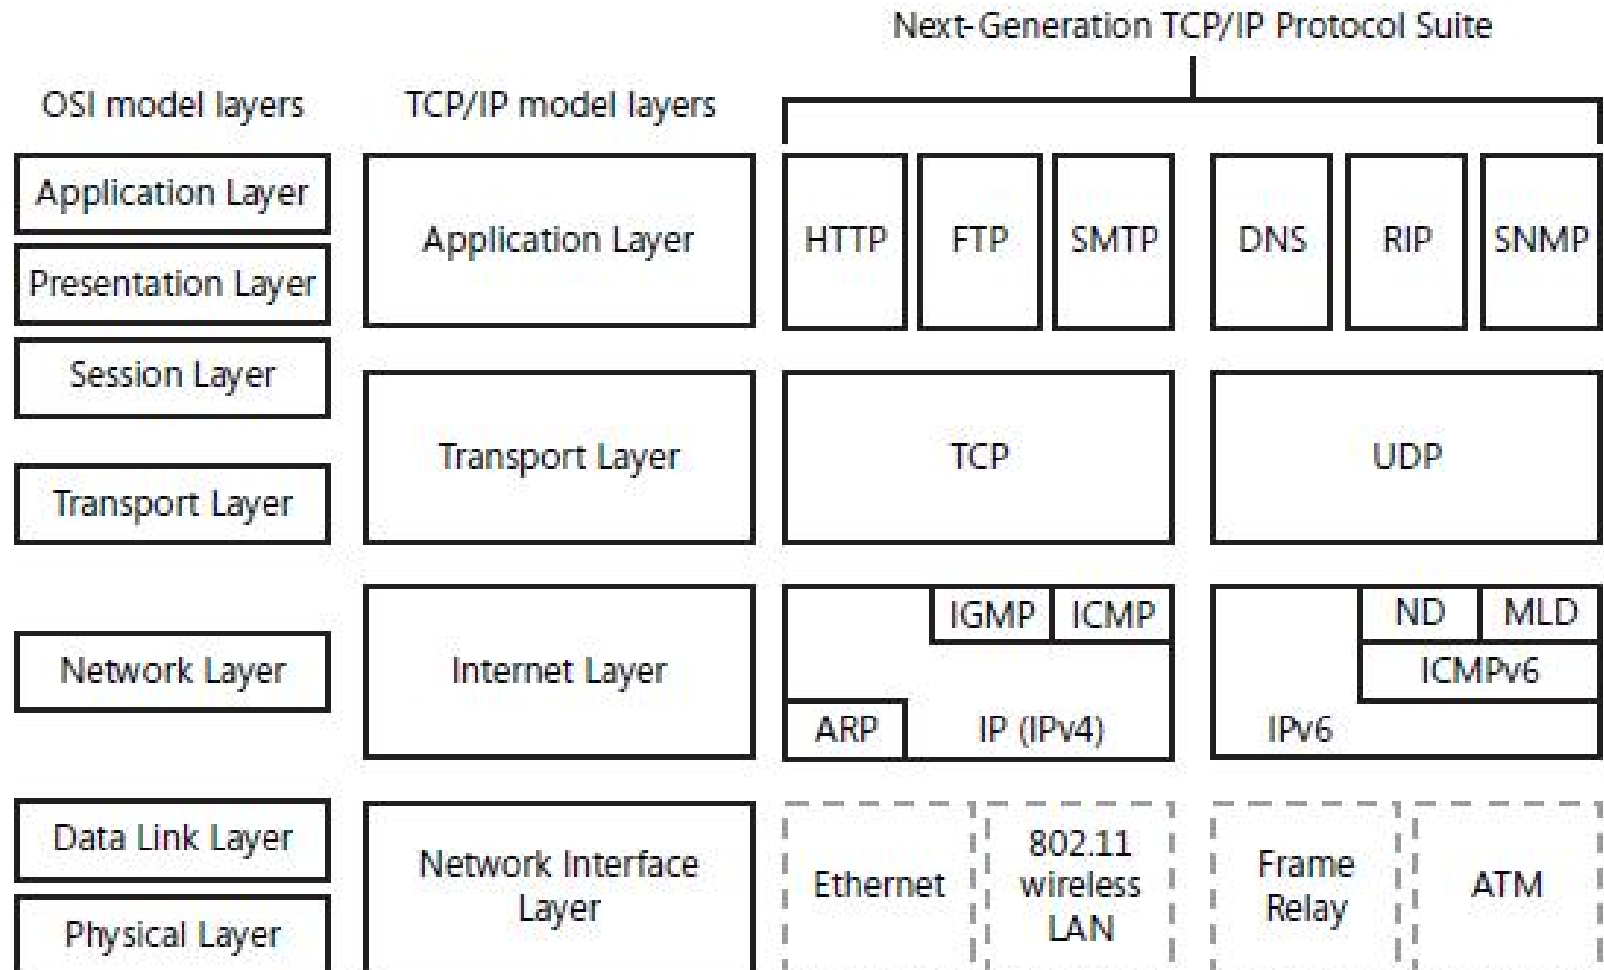 Next-Generation TCP/IP Protocol Suite
OSI model layers
TCP/IP model layers
Application Layer
Presentation Layer
Session Layer
Transport Layer
Network Layer
Data Link Layer
Physical Layer
Application Layer
Transport Layer
Internet Layer
Network Interface
Layer
HTTP
FTP
SMTP
DNS
RIP
SNMP
TCP
UDP
IGMP
ICMP
ARP
IP (IPv4)
ND
MLD
ICMPv6
IPv6
Ethernet
802.11
wireless
LAN
Frame
Relay
ATM